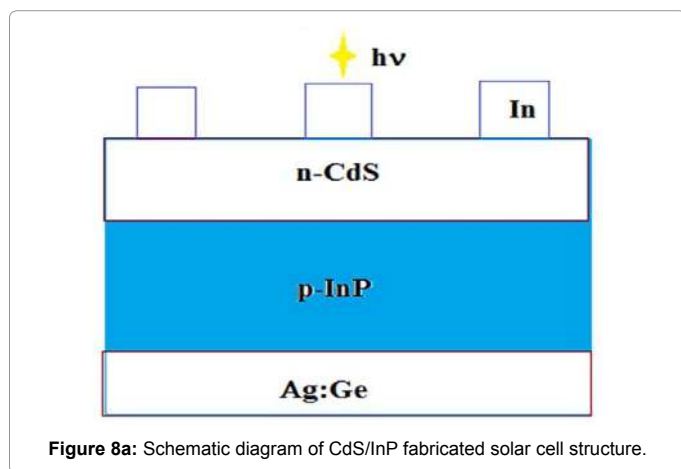 hν
In
n-CdS
p-InP
Ag:Ge
Figure 8a: Schematic diagram of CdS/InP fabricated solar cell structure.